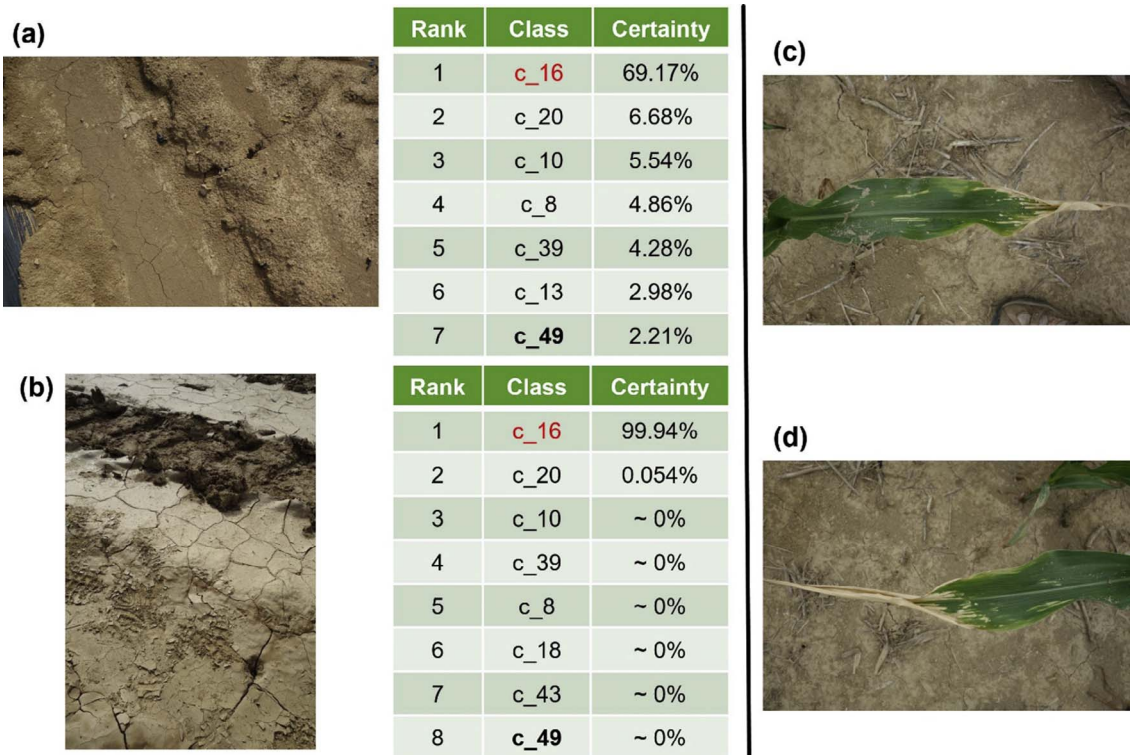 (a)
Rank Class Certainty
1 c_16 69.17%
2 c_20 6.68%
3 c_10 5.54%
4 c_8 4.86%
5 c_39 4.28%
6 c_13 2.98%
7 c_49 2.21%
(b)
Rank Class Certainty
1 c_16 99.94%
2 c_20 0.054%
3 c_10 ~ 0%
4 c_39 ~ 0%
5 c_8 ~ 0%
6 c_18 ~ 0%
7 c_43 ~ 0%
8 c_49 ~ 0%
(c)
(d)